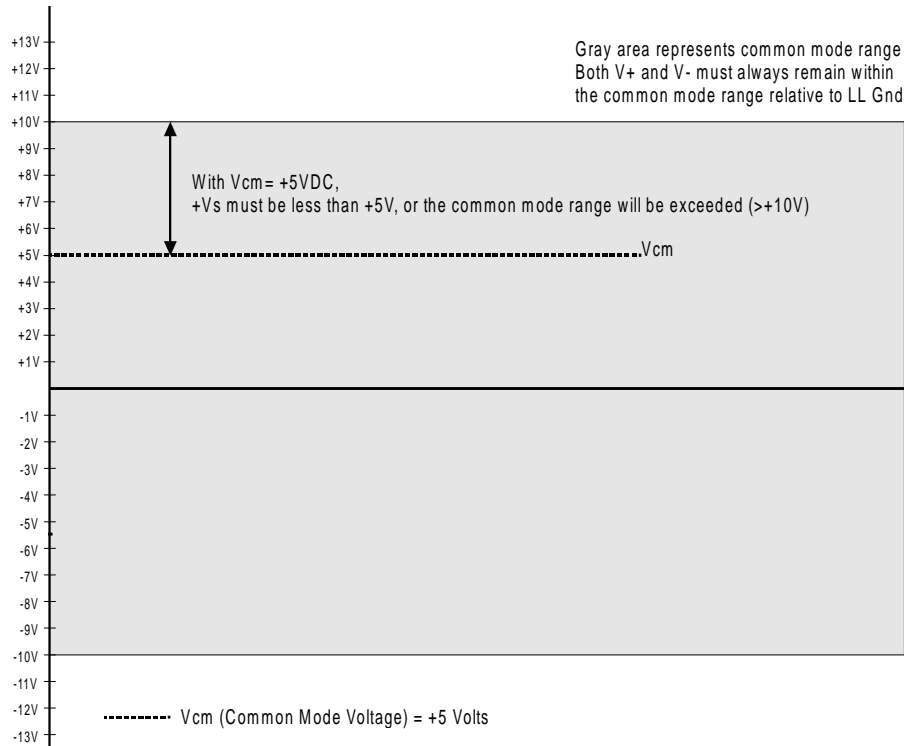 +13V
+12V
+11V
+10V
+9V
+8V
+7V
+6V
+5V
+4V
+3V
+2V
+1V
-1V
-2V
-3V
-4V
-5V
-6V
-7V
-8V
-9V
-10V
-11V
-12V
-13V
Gray area represents common mode range
Both V+ and V- must always remain within
the common mode range relative to LL Gnd
With Vcm= +5VDC,
+Vs must be less than +5V, or the common mode range will be exceeded (>+10V)
Vcm
Vcm (Common Mode Voltage) = +5 Volts